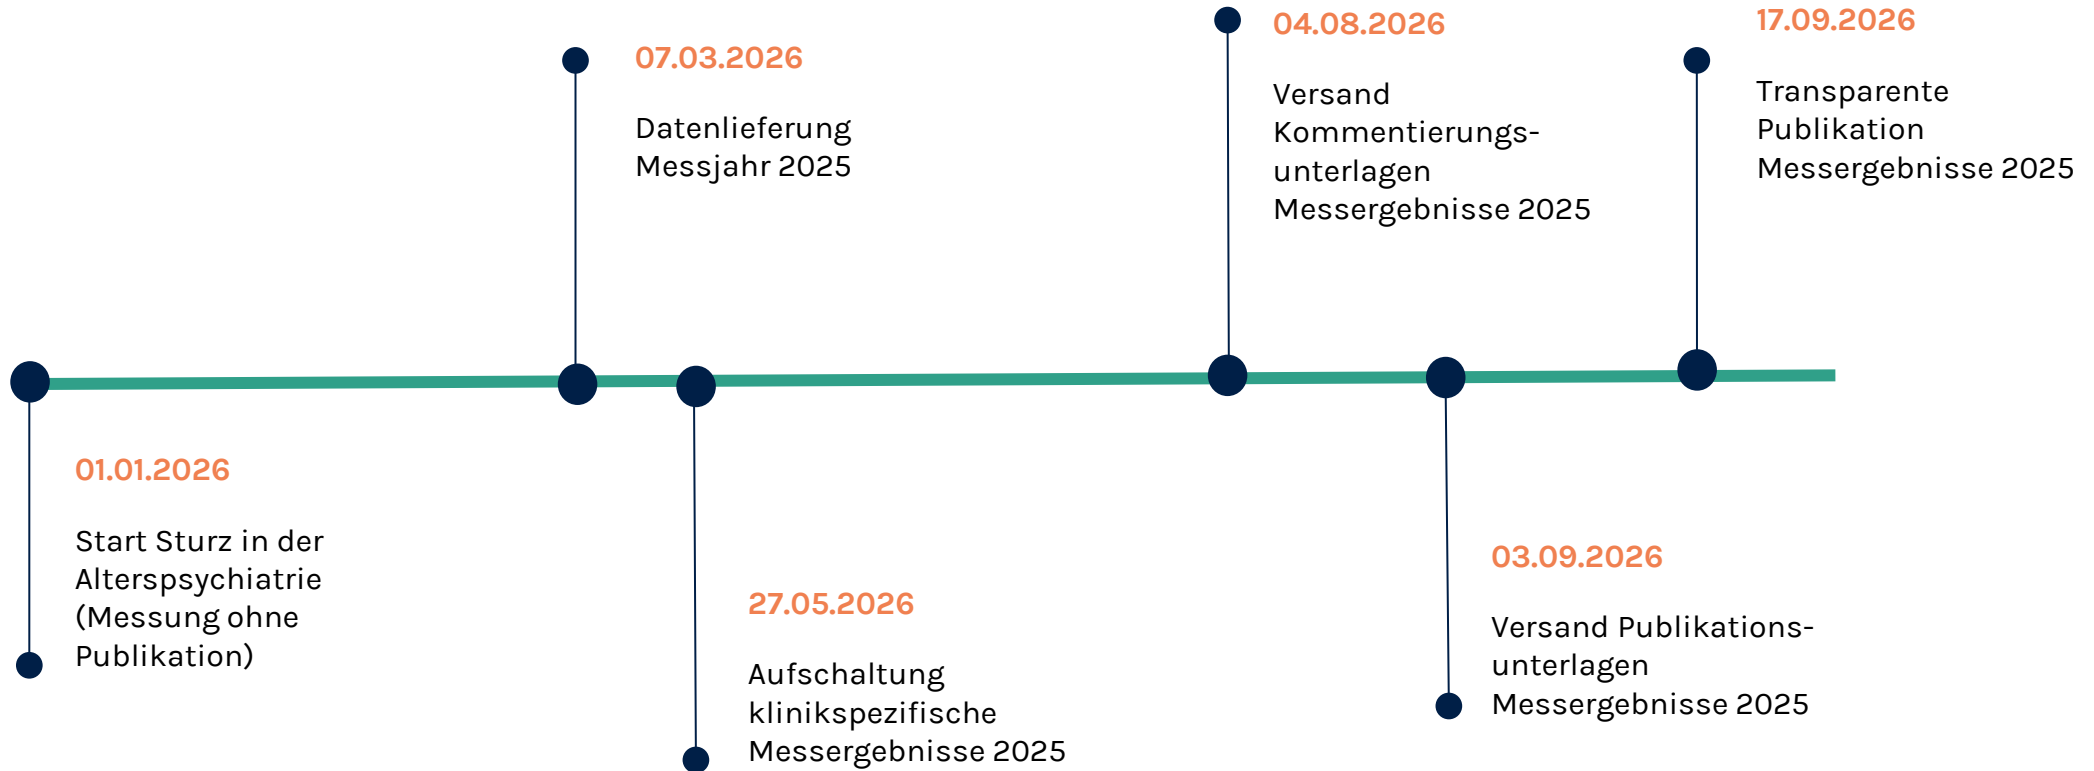 01.01.2026
Start Sturz in der
Alterspsychiatrie
(Messung ohne
Publikation)
07.03.2026
Datenlieferung
Messjahr 2025
27.05.2026
Aufschaltung
klinikspezifische
Messergebnisse 2025
04.08.2026
Versand
Kommentierungs-
unterlagen
Messergebnisse 2025
03.09.2026
Versand Publikations-
unterlagen
Messergebnisse 2025
17.09.2026
Transparente
Publikation
Messergebnisse 2025